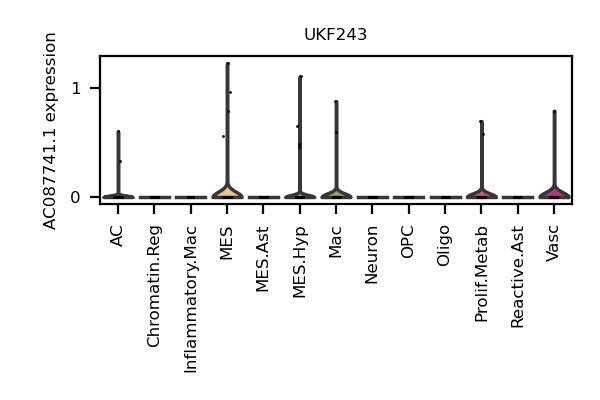 UKF243
AC087741.1 expression
1
0
AC
Chromatin.Reg
Inflammatory.Mac
MES
MES.Ast
MES.Hyp
Mac
Neuron
OPC
Oligo
Prolif.Metab
Reactive.Ast
Vasc